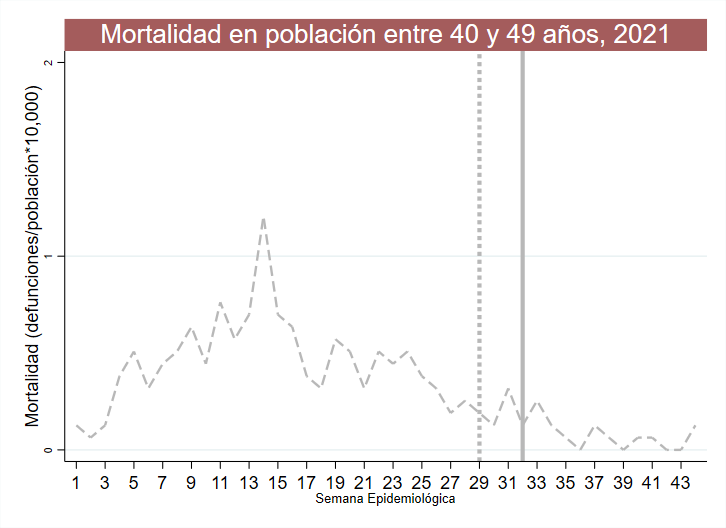 Mortalidad en población entre 40 y 49 años, 2021
Mortalidad (defunciones/población*10,000)
2
1
0
1 3 5 7 9 11 13 15 17 19 21 23 25 27 29 31 33 35 37 39 41 43
Semana Epidemiológica